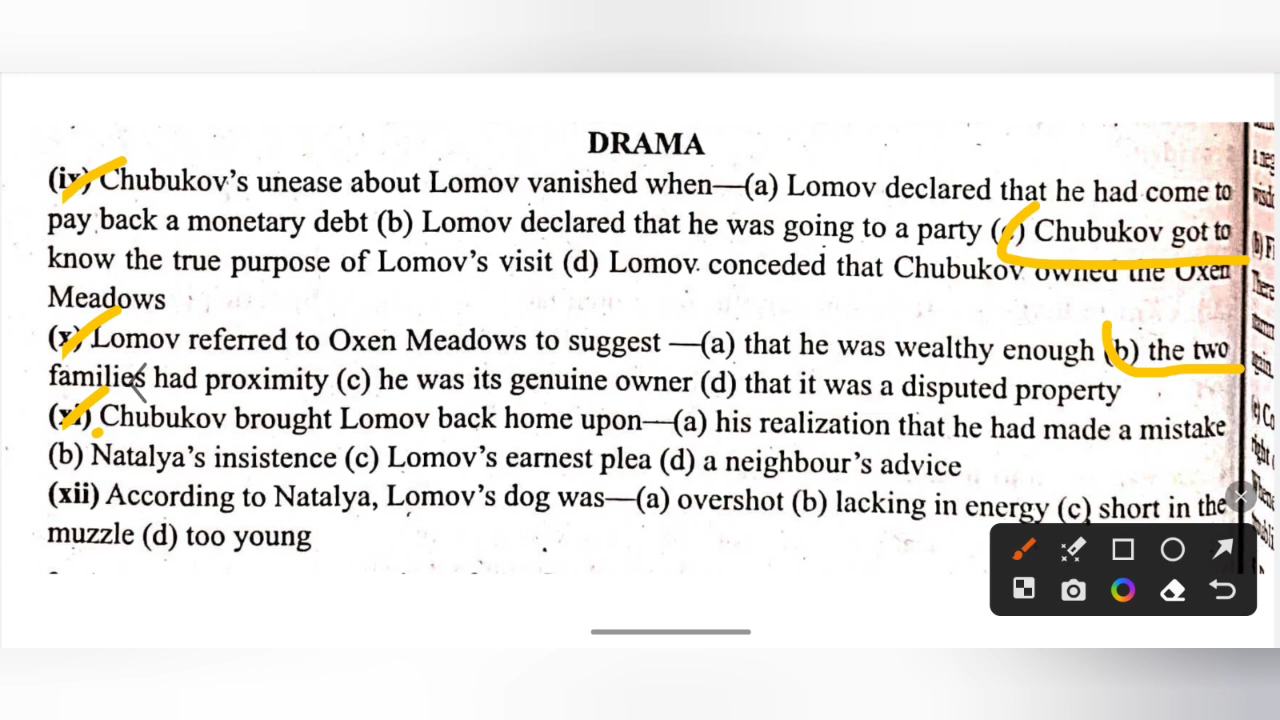 DRAMA
(ix) Chubukov's unease about Lomov vanished when—(a) Lomov declared that he had come to
pay back a monetary debt (b) Lomov declared that he was going to a party (c) Chubukov got to
know the true purpose of Lomov's visit (d) Lomov conceded that Chubukov owned the Oxen
Meadows
(x) Lomov referred to Oxen Meadows to suggest —(a) that he was wealthy enough (b) the two
families had proximity (c) he was its genuine owner (d) that it was a disputed property
(xi) Chubukov brought Lomov back home upon—(a) his realization that he had made a mistake
(b) Natalya's insistence (c) Lomov's earnest plea (d) a neighbour's advice
(xii) According to Natalya, Lomov's dog was—(a) overshot (b) lacking in energy (c) short in the
muzzle (d) too young